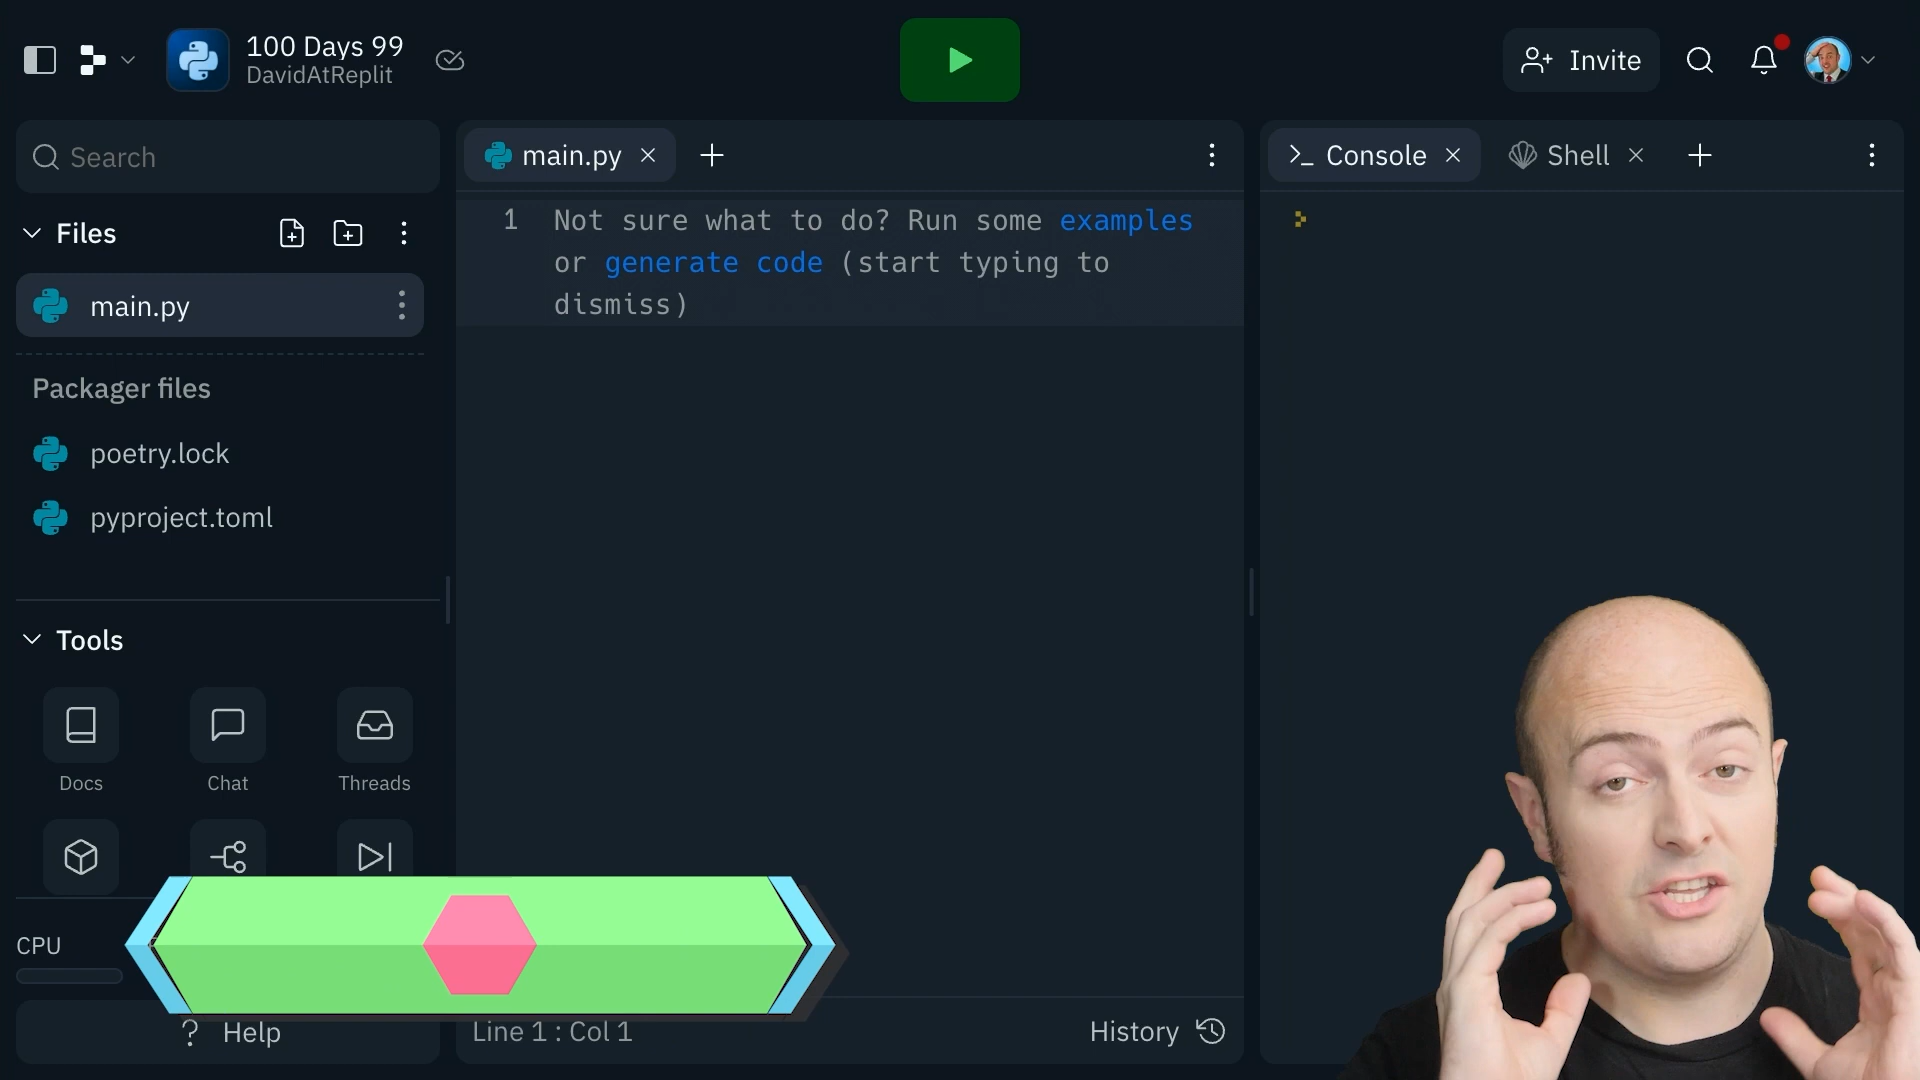 100 Days 99
DavidAtReplit
Invite
Search
Files
main.py
Packager files
poetry.lock
pyproject.toml
Tools
Docs
Chat
Threads
CPU
? Help
main.py
1 Not sure what to do? Run some examples
or generate code (start typing to
dismiss)
Line 1 : Col 1
History
Console
Shell